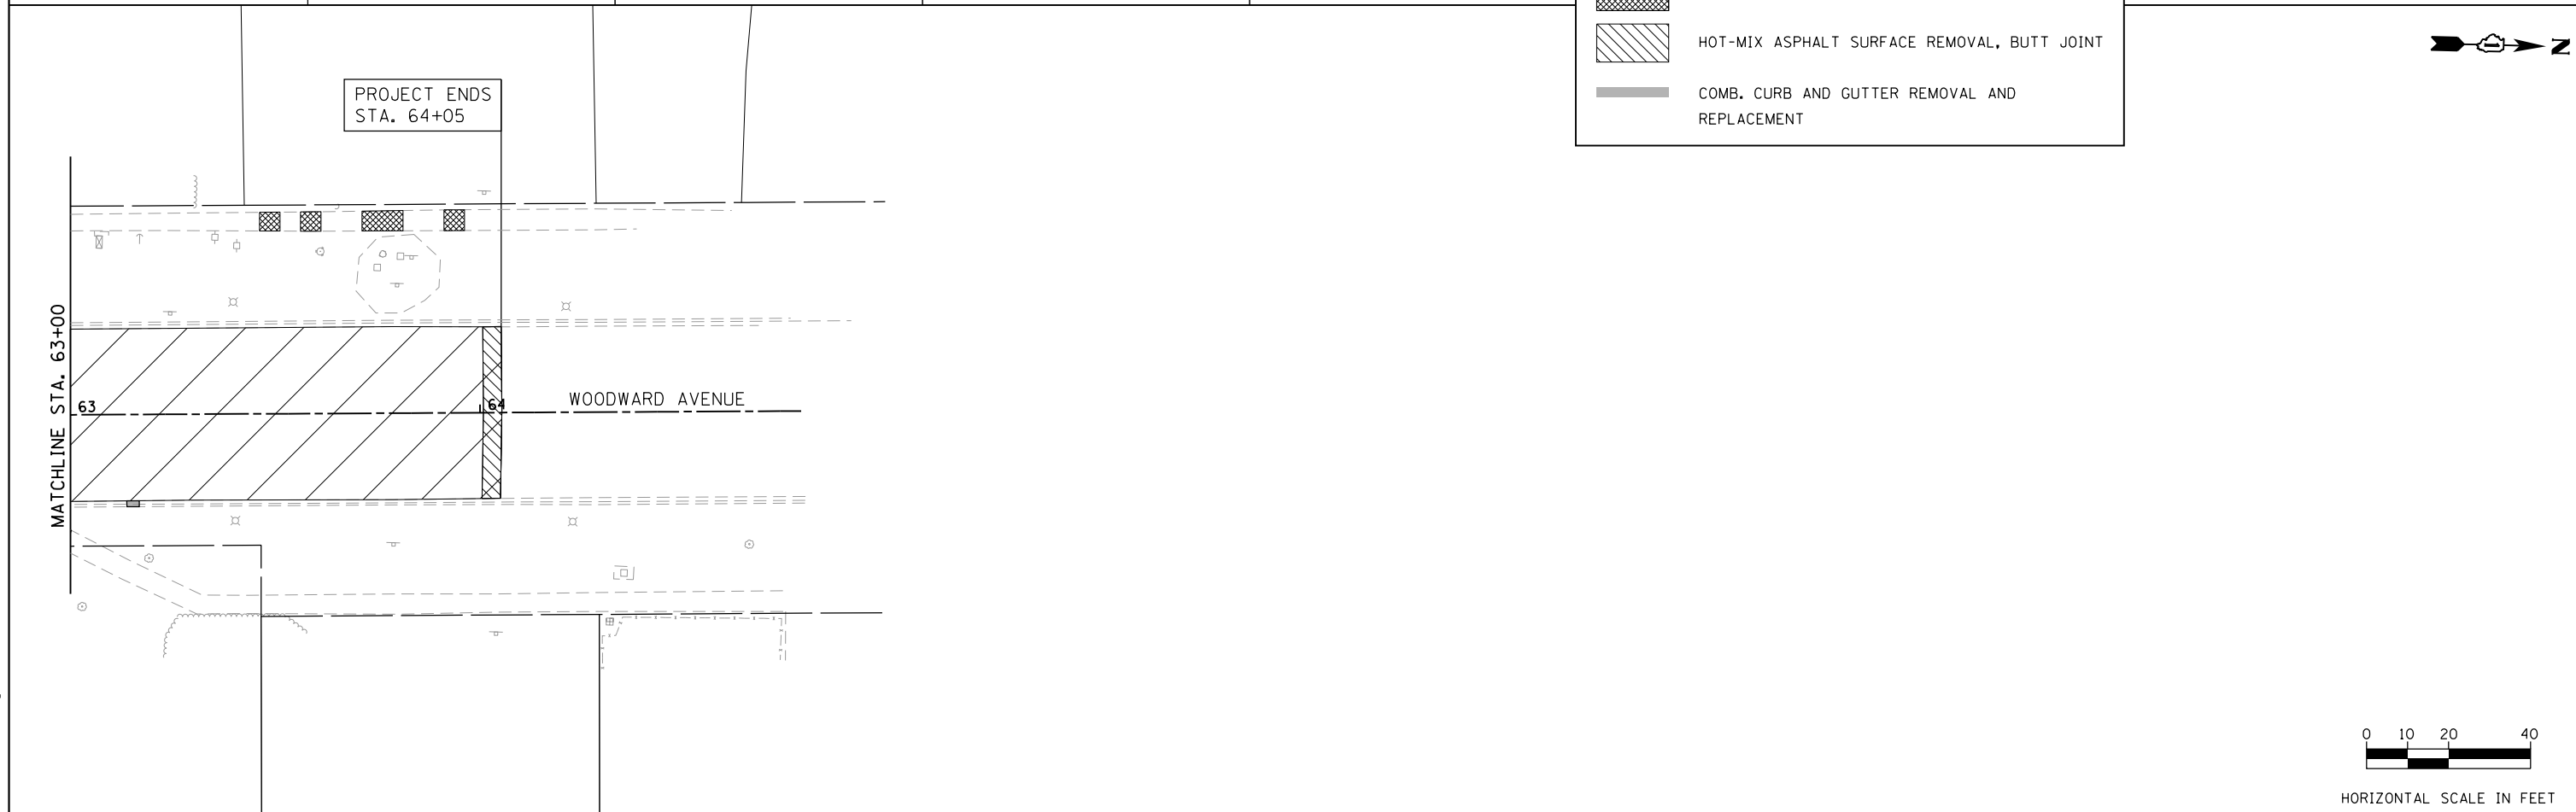 HOT-MIX ASPHALT SURFACE REMOVAL, BUTT JOINT
COMB. CURB AND GUTTER REMOVAL AND
REPLACEMENT
N
PROJECT ENDS
STA. 64+05
MATCHLINE STA. 63+00
63
64
WOODWARD AVENUE
0 10 20 40
HORIZONTAL SCALE IN FEET